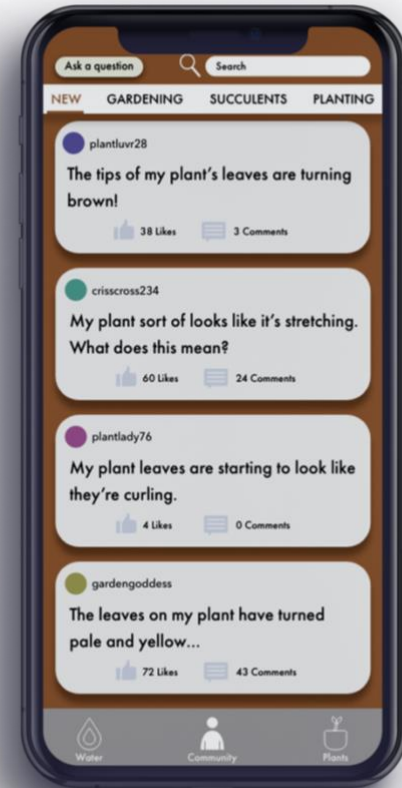 Ask a question
Search
NEW GARDENING SUCCULENTS PLANTING
plantluvr28
The tips of my plant's leaves are turning
brown!
38 Likes 3 Comments
crisscross234
My plant sort of looks like it's stretching.
What does this mean?
60 Likes 24 Comments
plantlady76
My plant leaves are starting to look like
they're curling.
4 Likes 0 Comments
gardengoddess
The leaves on my plant have turned
pale and yellow...
72 Likes 43 Comments
Water Community Plants